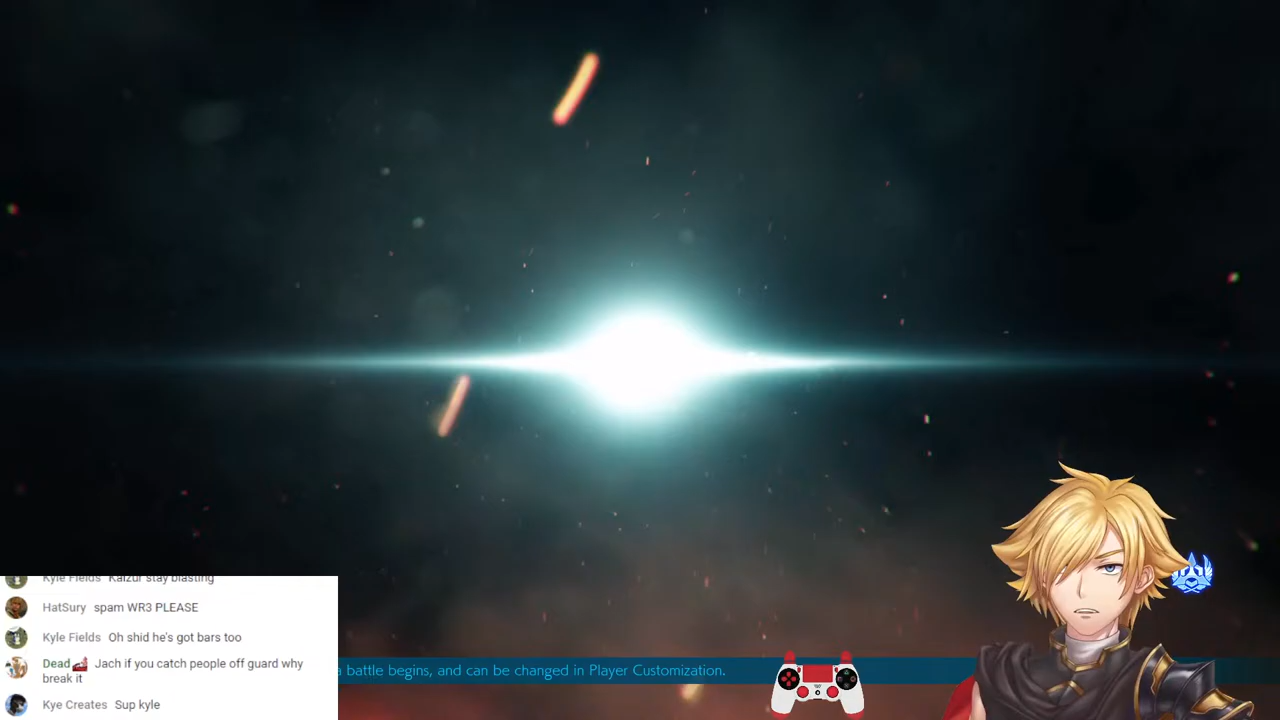 Kyle Fields Kaizur stay blasting
HatSury spam WR3 PLEASE
Kyle Fields Oh shid he's got bars too
Dead Jach if you catch people off guard why
break it
Kye Creates Sup kyle
a battle begins, and can be changed in Player Customization.